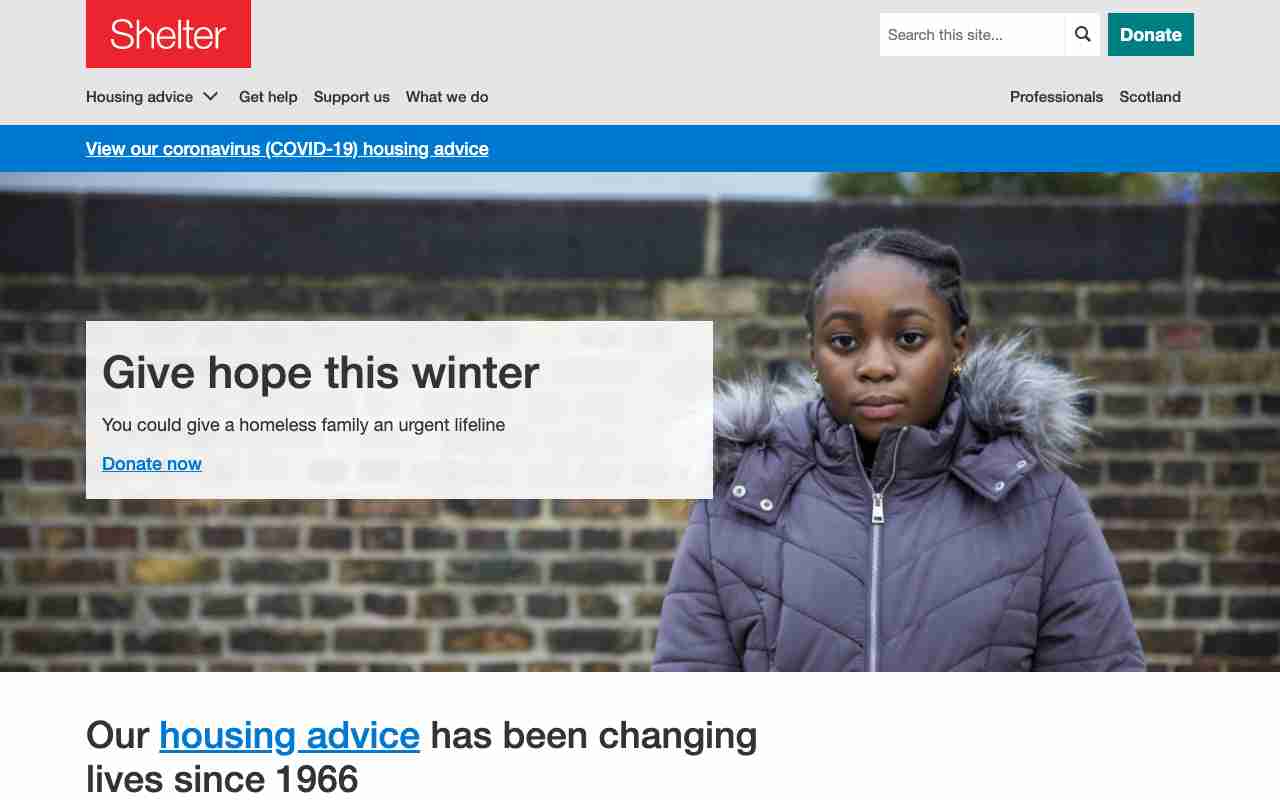 Shelter
Search this site...
Donate
Housing advice
Get help
Support us
What we do
Professionals
Scotland
View our coronavirus (COVID-19) housing advice
Give hope this winter
You could give a homeless family an urgent lifeline
Donate now
Our housing advice has been changing
lives since 1966